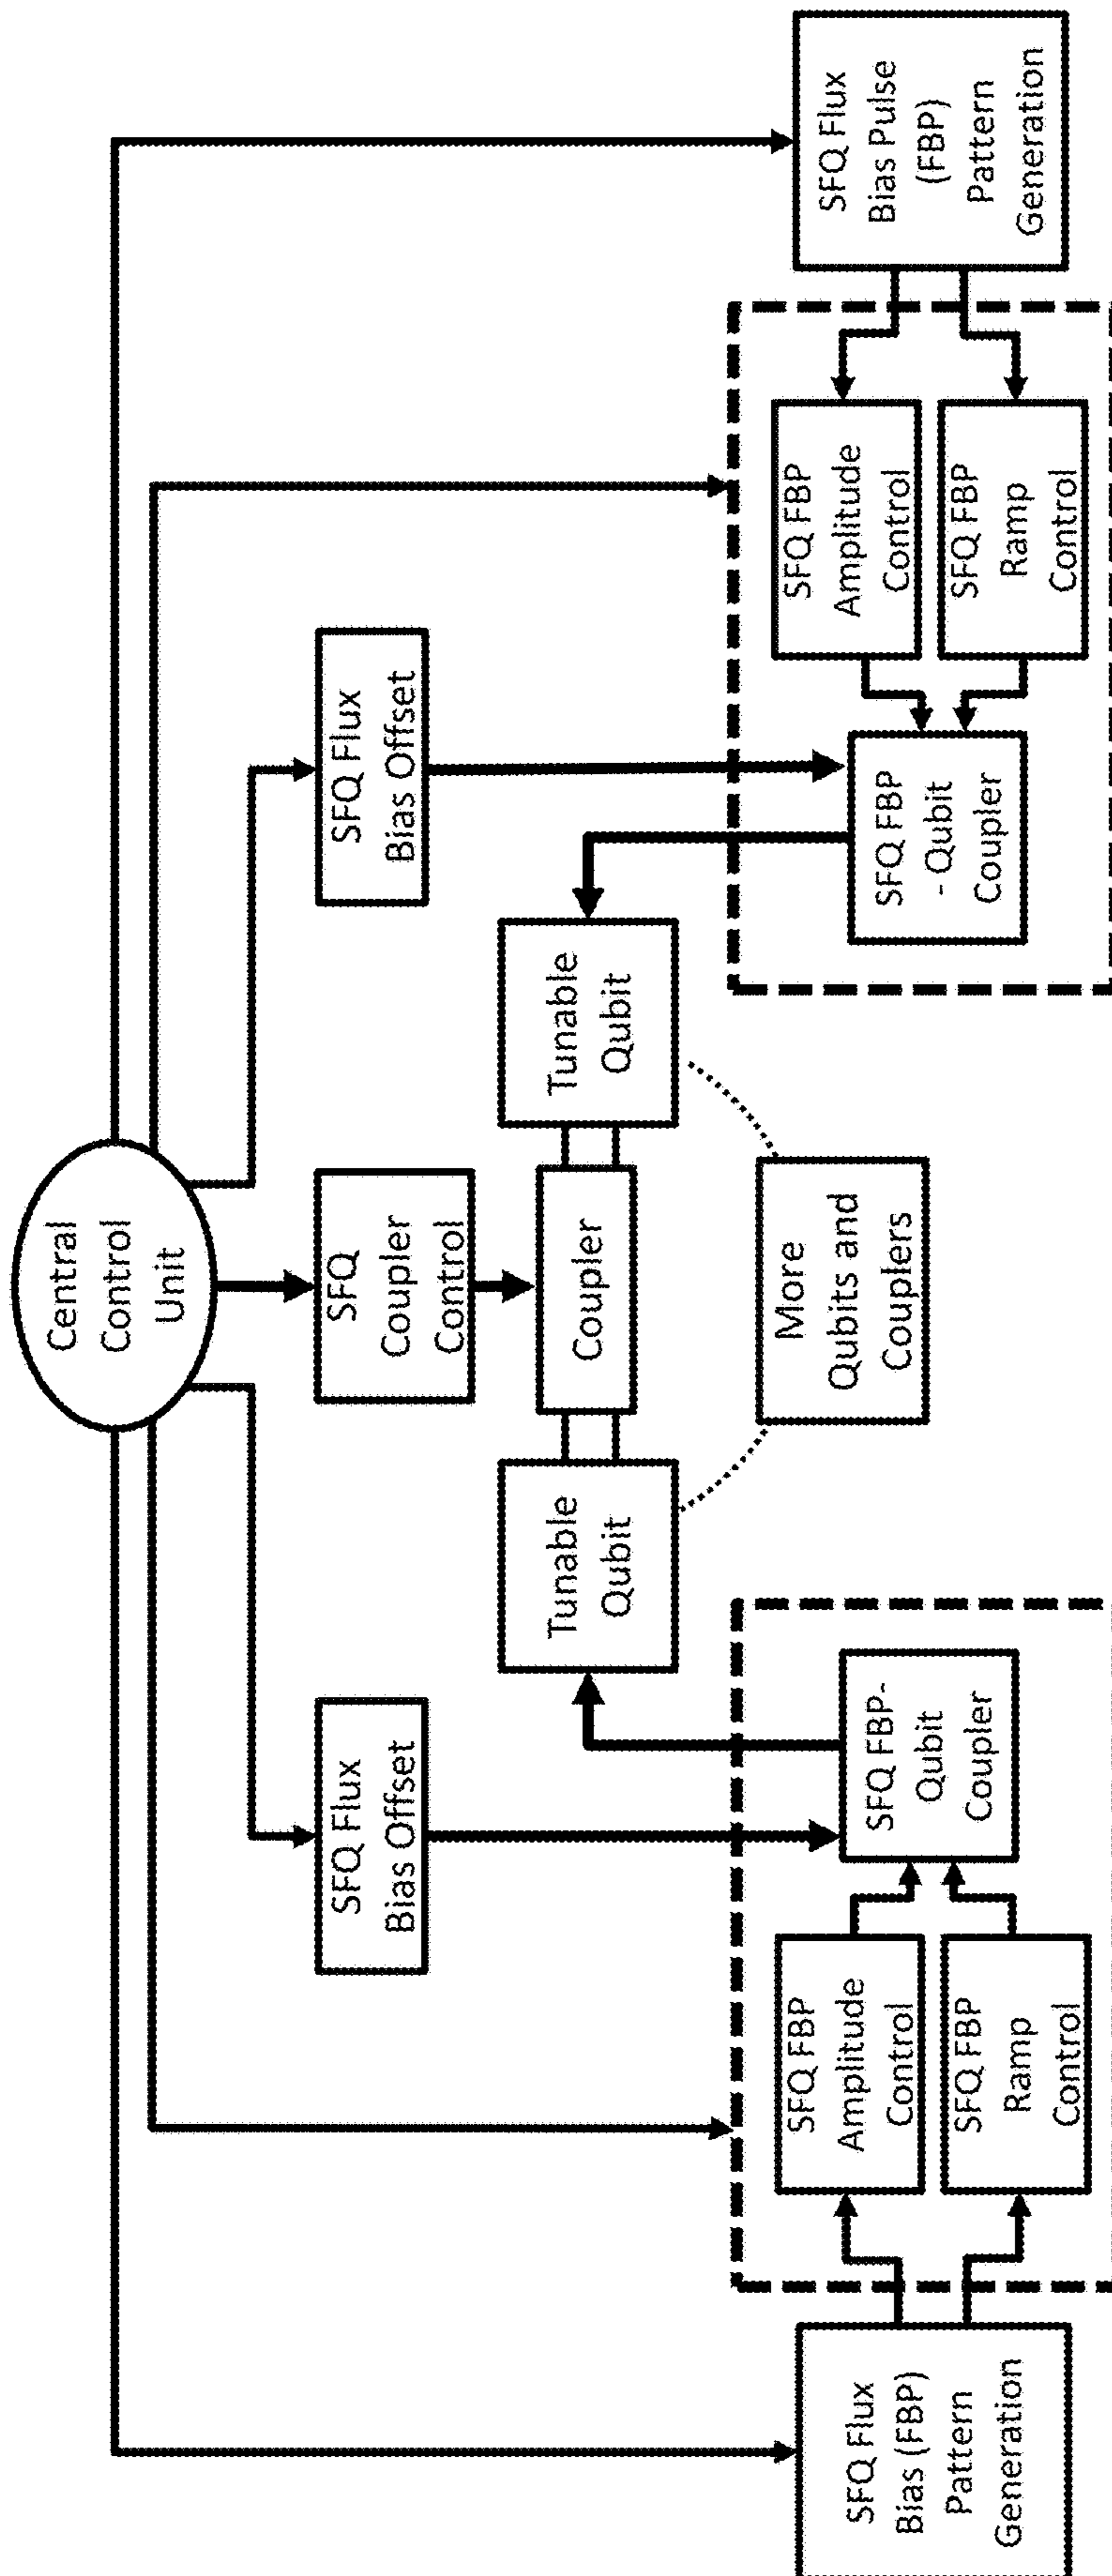 Central
Control
Unit
SFQ Flux
Bias Offset
SFQ
Coupler
Control
SFQ Flux
Bias Offset
Tunable
Qubit
Coupler
Tunable
Qubit
More
Qubits and
Couplers
SFQ Flux
Bias (FBP)
Pattern
Generation
SFQ FBP
Amplitude
Control
SFQ FBP
Ramp
Control
SFQ FBP-
Qubit
Coupler
SFQ FBP
- Qubit
Coupler
SFQ FBP
Amplitude
Control
SFQ FBP
Ramp
Control
SFQ Flux
Bias Pulse
(FBP)
Pattern
Generation